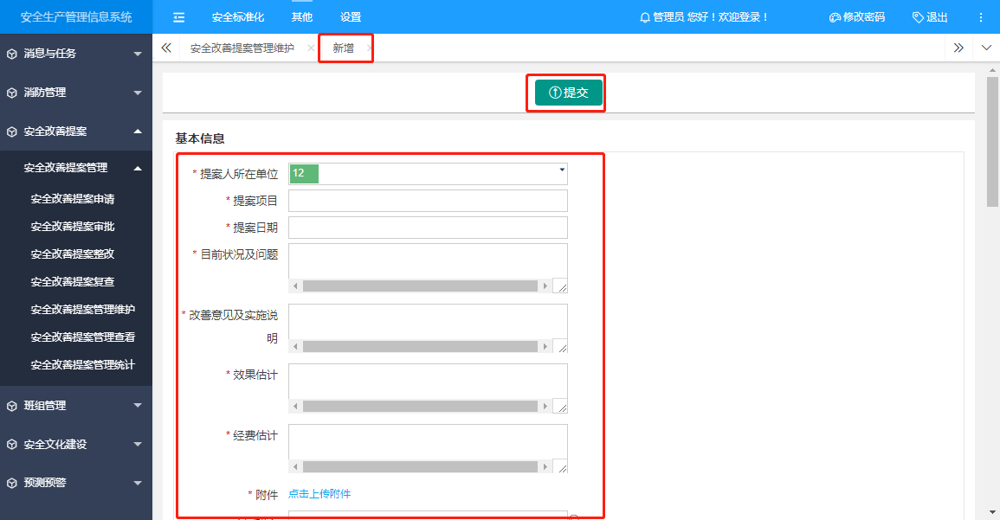 安全生产管理信息系统
安全标准化 其他 设置 管理员 您好！欢迎登录！ 修改密码 退出
消息与任务
消防管理
安全改善提案
安全改善提案管理
安全改善提案申请
安全改善提案审批
安全改善提案整改
安全改善提案复查
安全改善提案管理维护
安全改善提案管理查看
安全改善提案管理统计
班组管理
安全文化建设
预测预警
安全改善提案管理维护 新增
提交
基本信息
* 提案人所在单位 12
* 提案项目
* 提案日期
* 目前状况及问题
* 改善意见及实施说
明
* 效果估计
* 经费估计
* 附件 点击上传附件